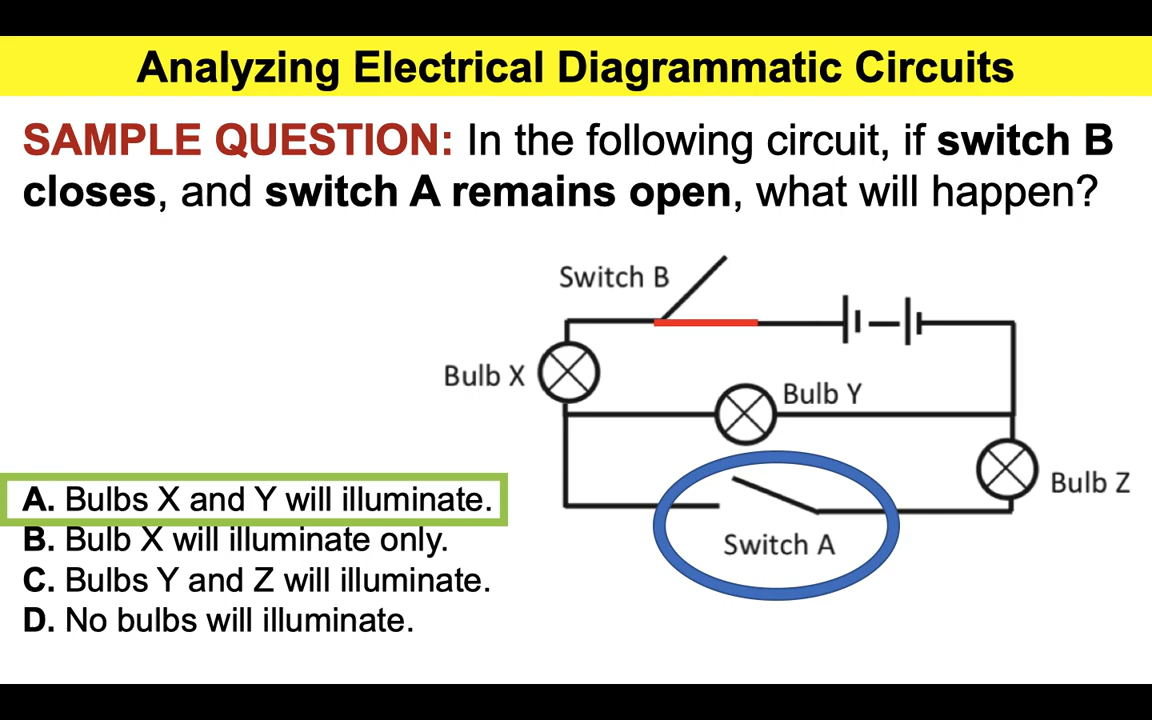 Analyzing Electrical Diagrammatic Circuits
SAMPLE QUESTION: In the following circuit, if switch B
closes, and switch A remains open, what will happen?
Switch B
Bulb X
Bulb Y
Bulb Z
Switch A
A. Bulbs X and Y will illuminate.
B. Bulb X will illuminate only.
C. Bulbs Y and Z will illuminate.
D. No bulbs will illuminate.